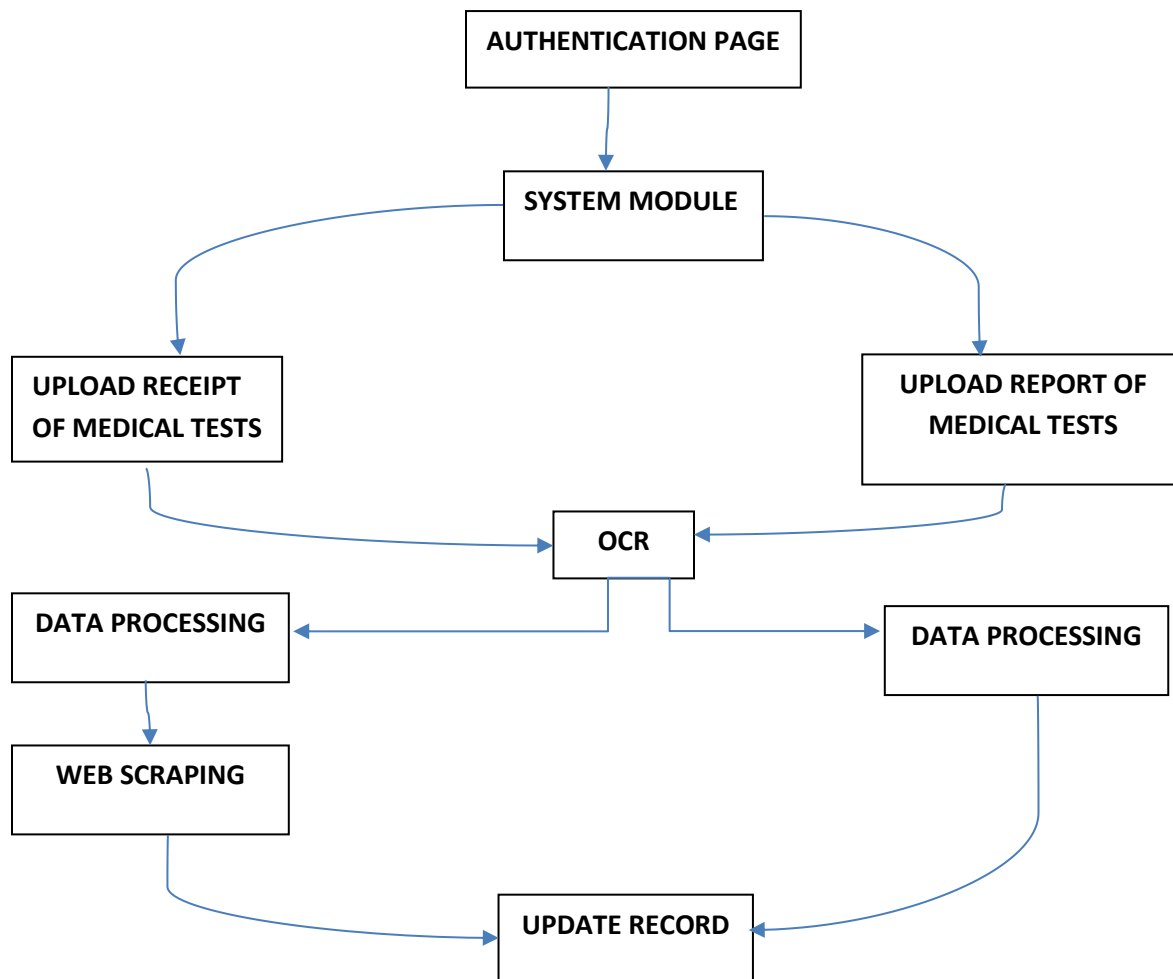 AUTHENTICATION PAGE
SYSTEM MODULE
UPLOAD RECEIPT
OF MEDICAL TESTS
UPLOAD REPORT OF
MEDICAL TESTS
OCR
DATA PROCESSING
DATA PROCESSING
WEB SCRAPING
UPDATE RECORD